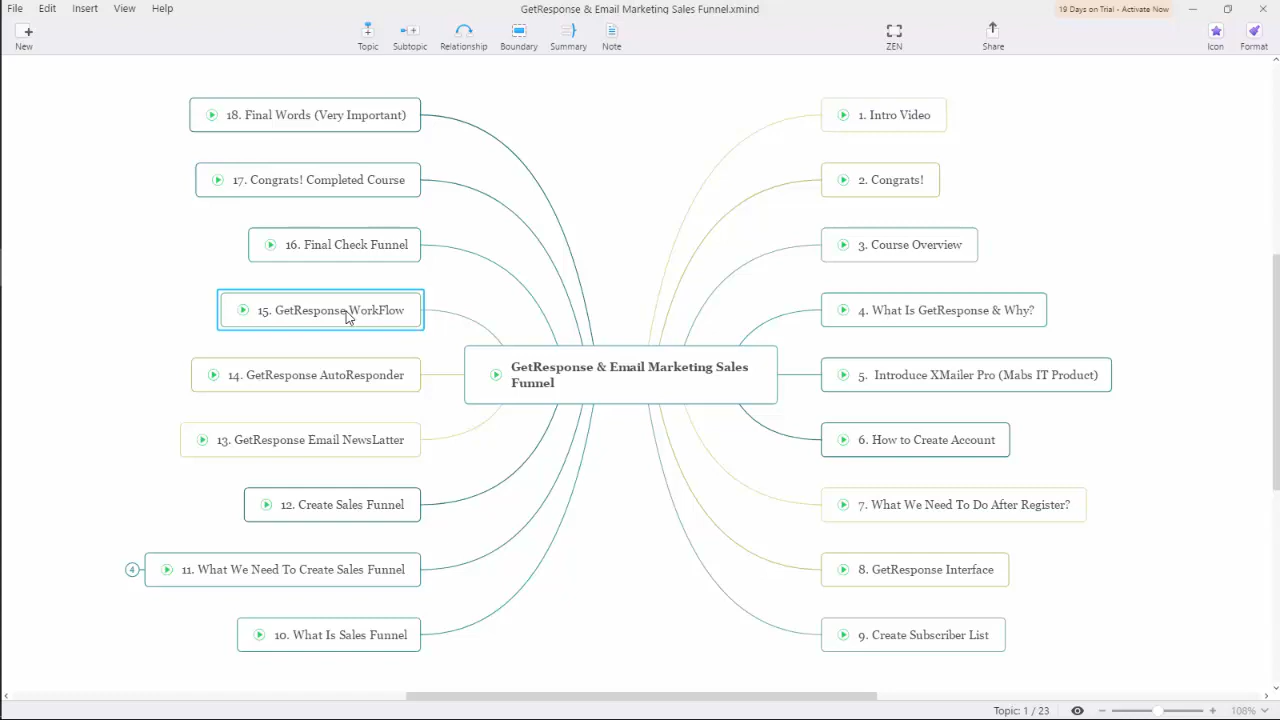 File Edit Insert View Help
GetResponse & Email Marketing Sales Funnel.xmind
19 Days on Trial - Activate Now
New
Topic
Subtopic
Relationship
Boundary
Summary
Note
ZEN
Share
Icon
Format
18. Final Words (Very Important)
17. Congrats! Completed Course
16. Final Check Funnel
15. GetResponse WorkFlow
14. GetResponse AutoResponder
13. GetResponse Email NewsLatter
12. Create Sales Funnel
4
11. What We Need To Create Sales Funnel
10. What Is Sales Funnel
GetResponse & Email Marketing Sales
Funnel
1. Intro Video
2. Congrats!
3. Course Overview
4. What Is GetResponse & Why?
5. Introduce XMailer Pro (Mabs IT Product)
6. How to Create Account
7. What We Need To Do After Register?
8. GetResponse Interface
9. Create Subscriber List
Topic: 1 / 23
108%